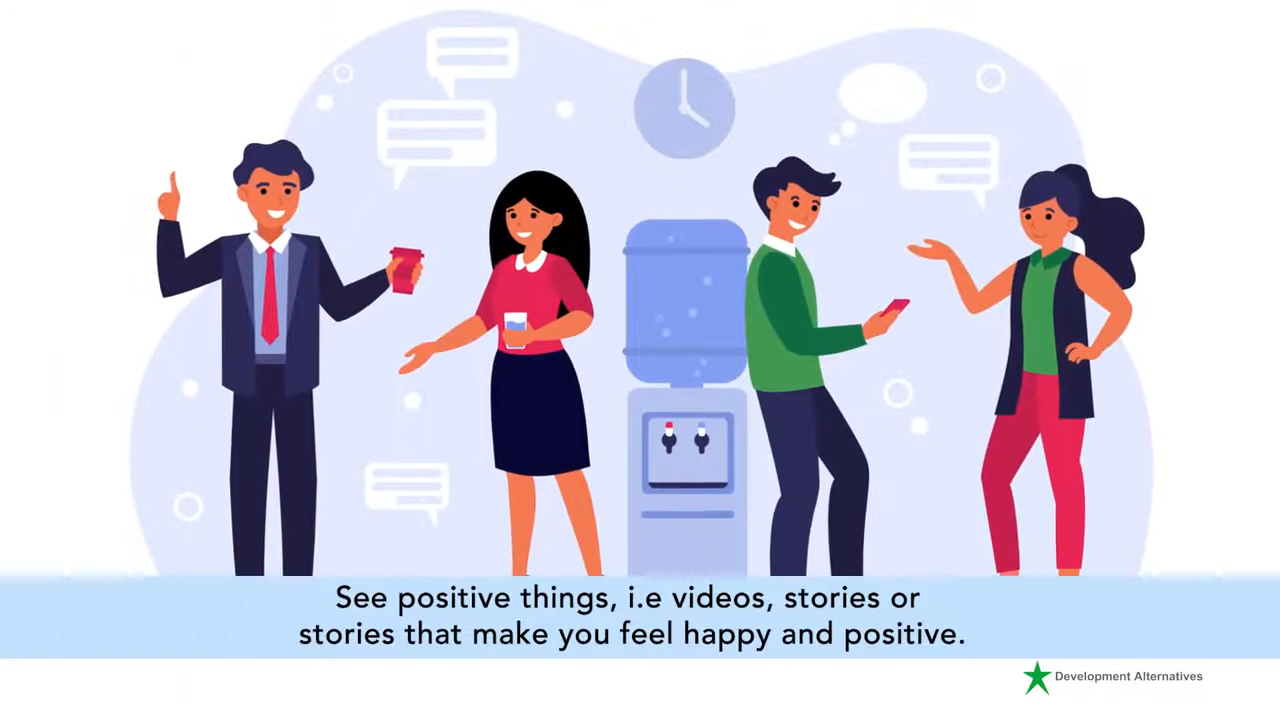 See positive things, i.e videos, stories or
stories that make you feel happy and positive.
Development Alternatives